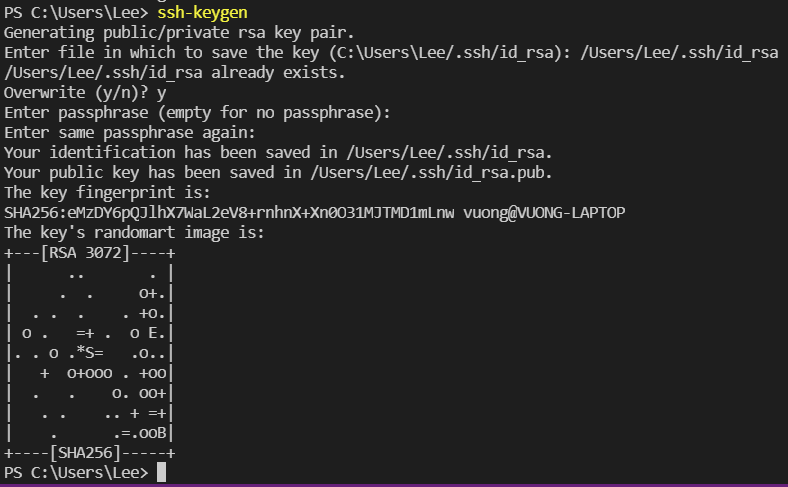 PS C:\Users\Lee> ssh-keygen
Generating public/private rsa key pair.
Enter file in which to save the key (C:\Users\Lee/.ssh/id_rsa): /Users/Lee/.ssh/id_rsa
/Users/Lee/.ssh/id_rsa already exists.
Overwrite (y/n)? y
Enter passphrase (empty for no passphrase):
Enter same passphrase again:
Your identification has been saved in /Users/Lee/.ssh/id_rsa.
Your public key has been saved in /Users/Lee/.ssh/id_rsa.pub.
The key fingerprint is:
SHA256:eMzDY6pQJlhX7WaL2eV8+rnhnX+Xn0O31MJTMD1mLnw vuong@VUONG-LAPTOP
The key's randomart image is:
+---[RSA 3072]----+
|      ..       . |
|     .  .     o+.|
|  . .  .    . +o.|
| o .   =+ .  o E.|
|. . o .*S=   .o..|
|   +  o+ooo . +oo|
|  .   .    o. oo+|
|   . .    .. + =+|
|    .      .=.ooB|
+----[SHA256]-----+
PS C:\Users\Lee>